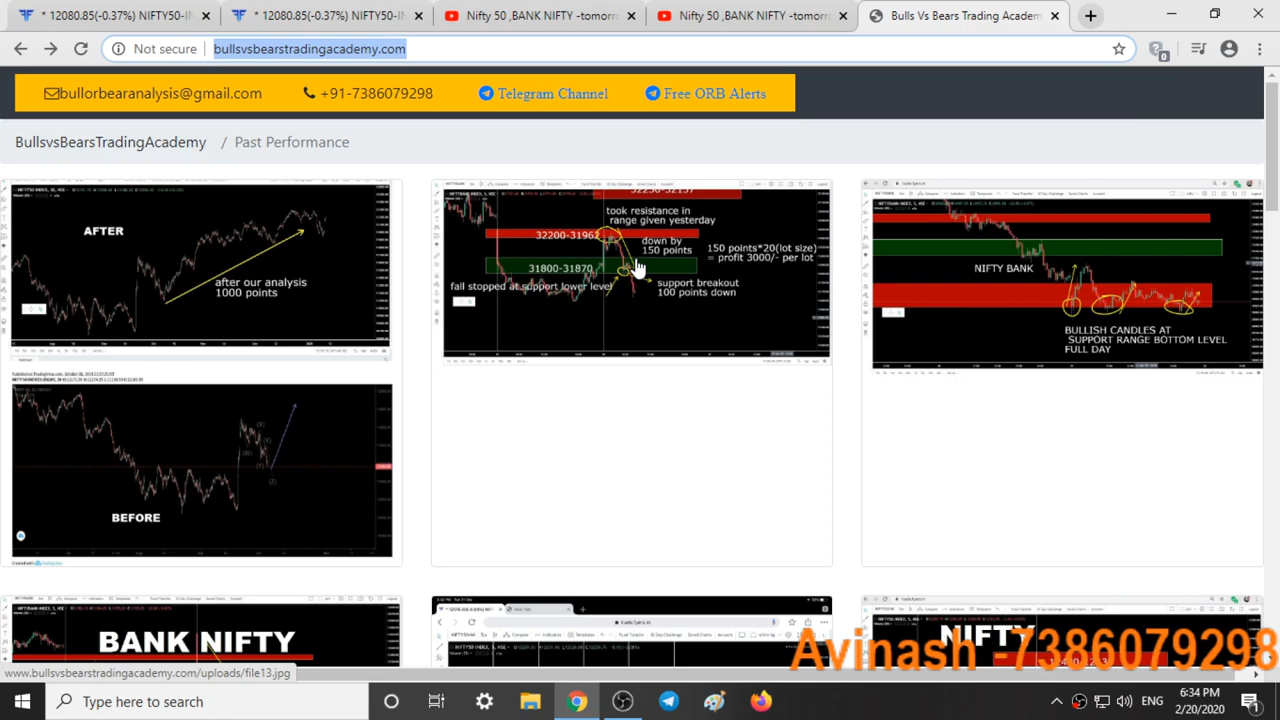 * 12080.85(-0.37%) NIFTY50-IN
* 12080.85(-0.37%) NIFTY50-IN
Nifty 50 ,BANK NIFTY -tomorro
Nifty 50 ,BANK NIFTY -tomorro
Bulls Vs Bears Trading Academy
Not secure
bullsvsbearstradingacademy.com
bullorbearanalysis@gmail.com
+91-7386079298
Telegram Channel
Free ORB Alerts
BullsvsBearsTradingAcademy / Past Performance
AFTER
after our analysis
1000 points
BEFORE
took resistance in
range given yesterday
32200-31962
down by
150 points
150 points*20(lot size)
= profit 3000/- per lot
31800-31870
fall stopped at support lower level
support breakout
100 points down
NIFTY BANK
BULLISH CANDLES AT
SUPPORT RANGE BOTTOM LEVEL
FULL DAY
BANK NIFTY
NIFTY
Avinash -7386079298
www.bullsvsbearstradingacademy.com/uploads/file13.jpg
Type here to search
ENG
6:34 PM
2/20/2020